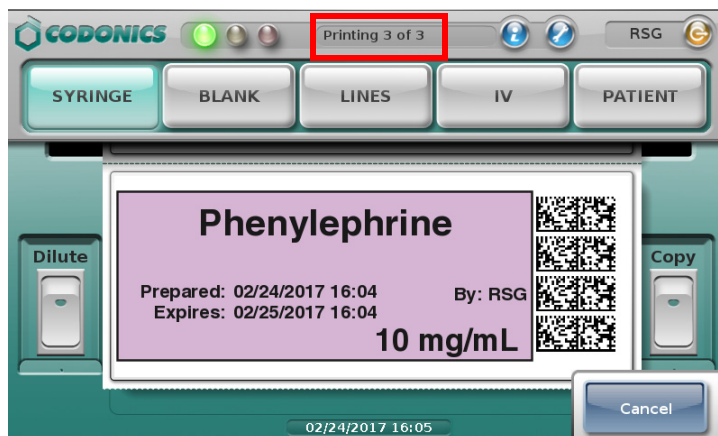 CODONICS
Printing 3 of 3
RSG
SYRINGE
BLANK
LINES
IV
PATIENT
Phenylephrine
Dilute
Copy
Prepared: 02/24/2017 16:04
By: RSG
Expires: 02/25/2017 16:04
10 mg/mL
Cancel
02/24/2017 16:05